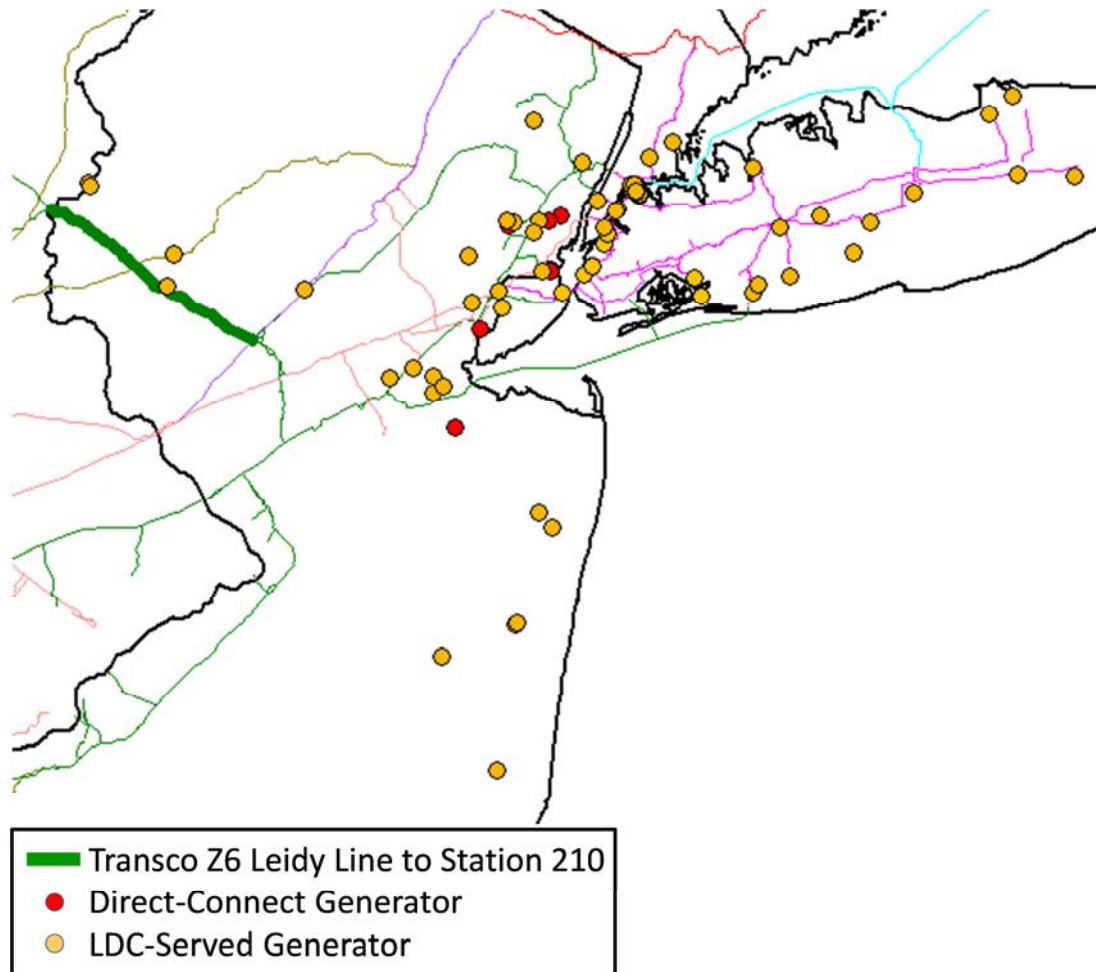 Transco Z6 Leidy Line to Station 210
Direct-Connect Generator
LDC-Served Generator